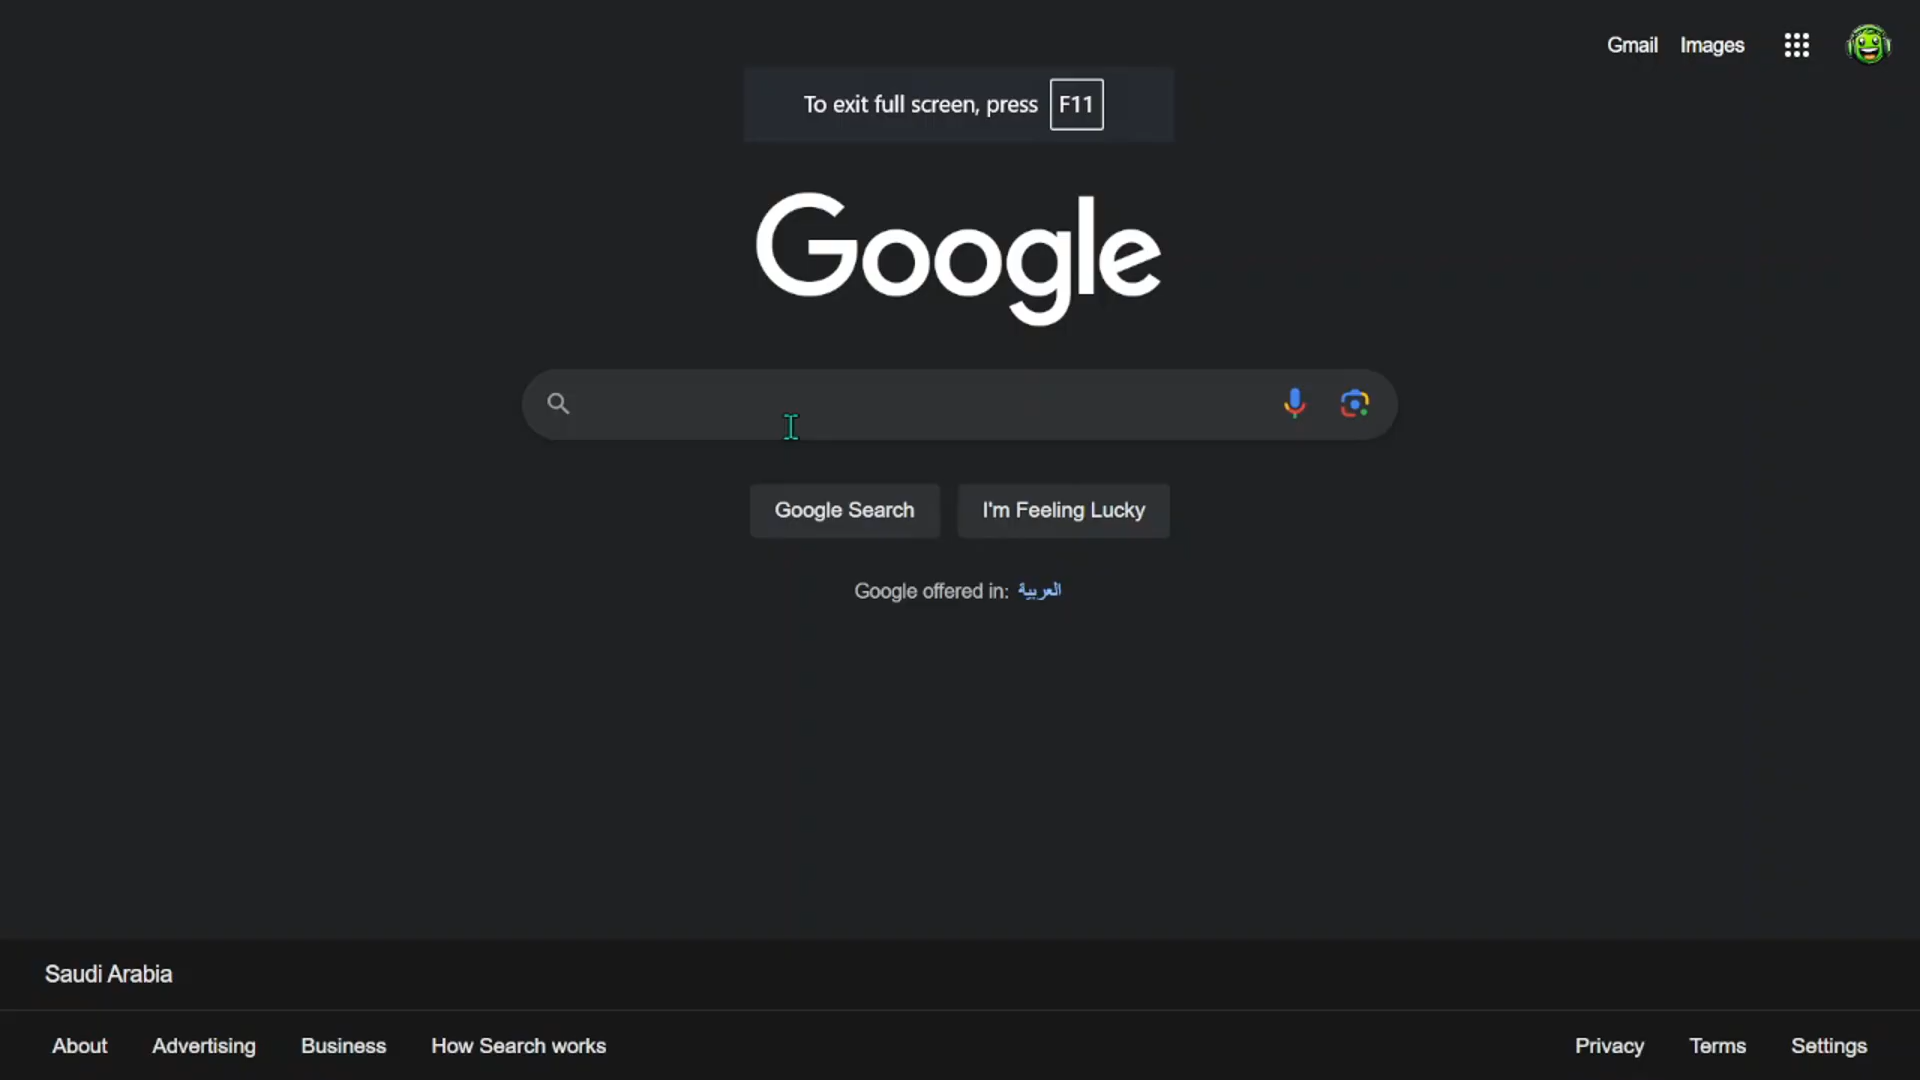 Gmail Images
To exit full screen, press F11
Google
Google Search I'm Feeling Lucky
Google offered in: العربية
Saudi Arabia
About Advertising Business How Search works Privacy Terms Settings